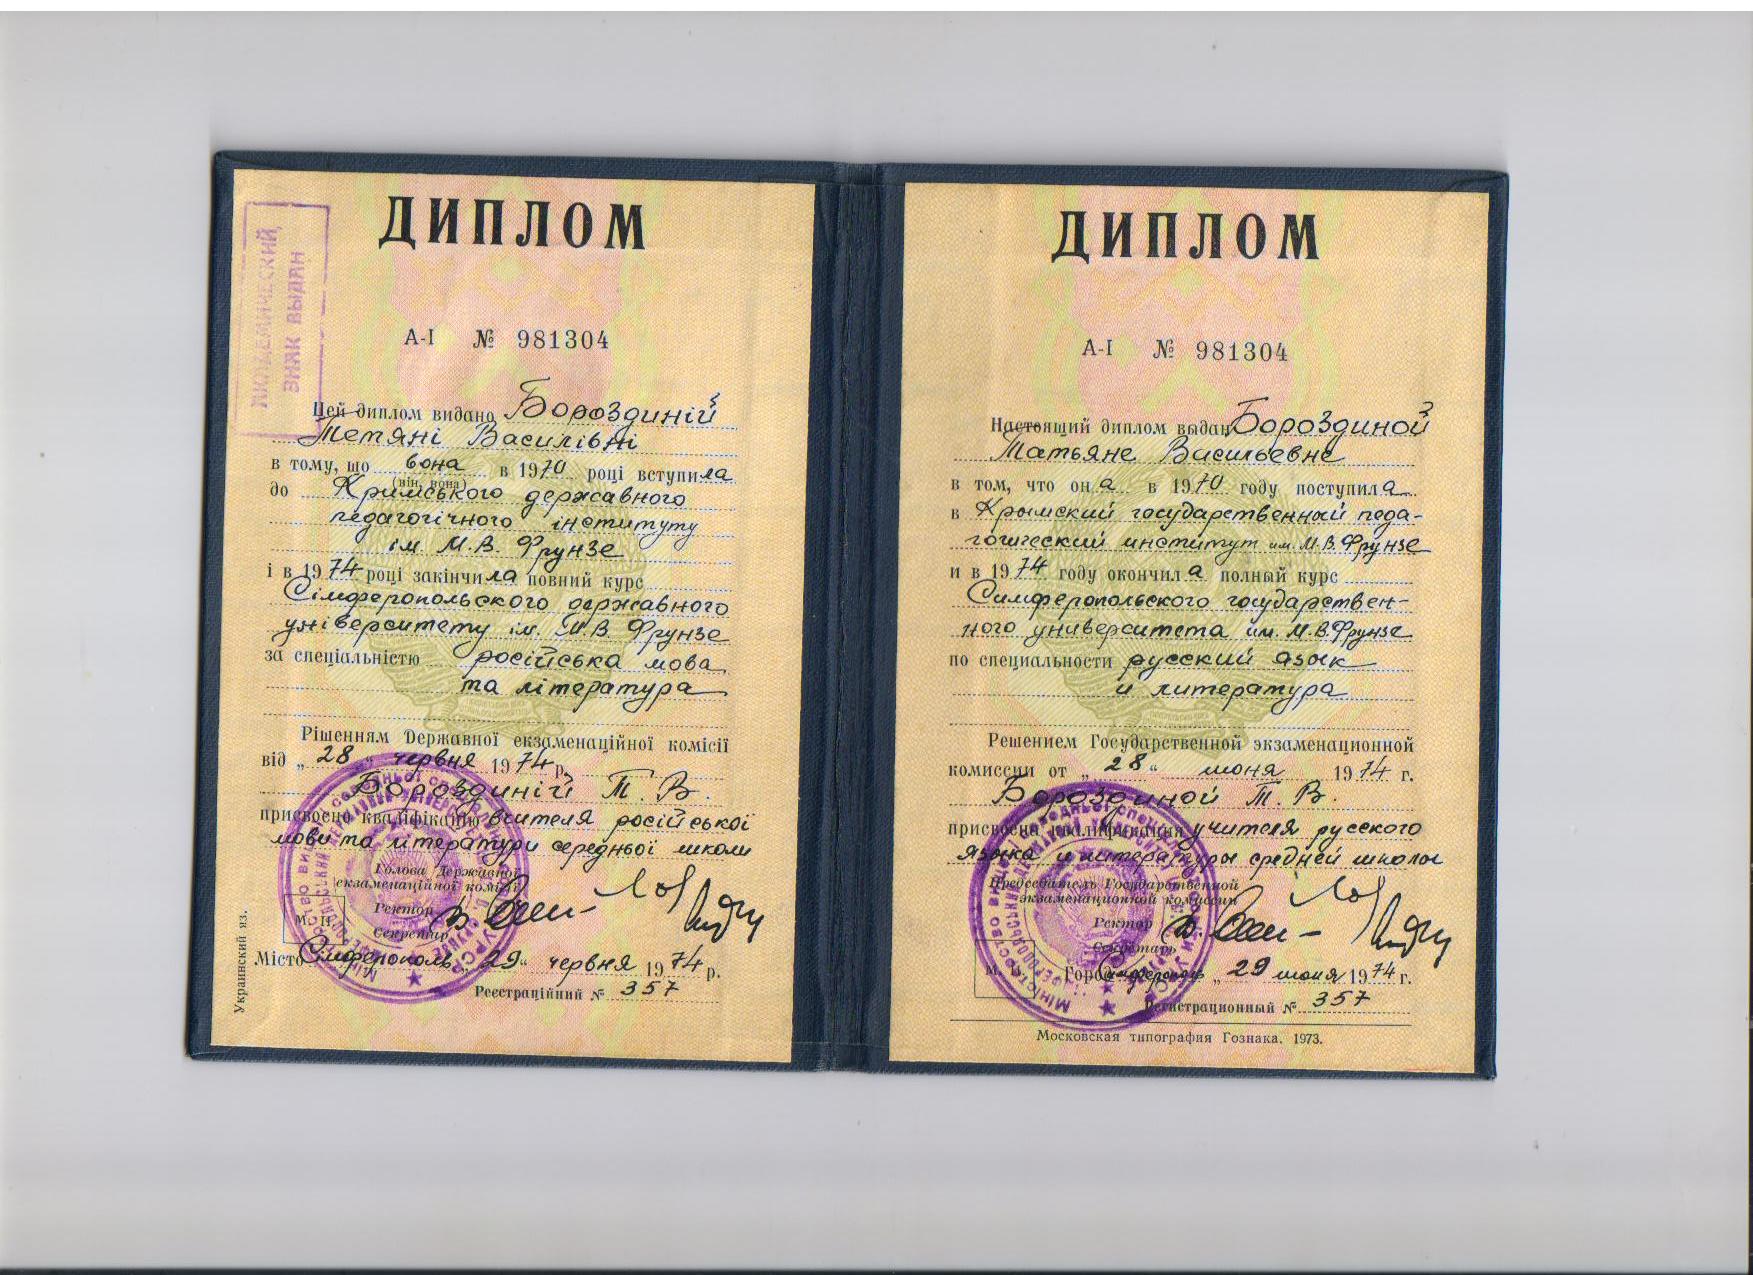 АКАДЕМИЧЕСКИЙ
ЗНАК ВЫДАН
ДИПЛОМ
А-I № 981304
Цей диплом видано Бороздиній
Тетяні Василівні
в тому, що вона в 1970 році вступила
(він, вона)
до Кримського державного
педагогічного інституту
ім. М.В. Фрунзе
і в 1974 році закінчила повний курс
Сімферопольського державного
університету ім. М.В. Фрунзе
за спеціальністю російська мова
та література
Рішенням Державної екзаменаційної комісії
від „28“ червня 1974 р.
Бороздиній Т. В.
присвоєно кваліфікацію вчителя російської
мови та літератури середньої школи
Голова Державної
екзаменаційної комісії
Ректор
Секретар
М. П.
Місто Сімферополь „29“ червня 1974 р.
Реєстраційний № 357
Украинский яз.
ДИПЛОМ
А-I № 981304
Настоящий диплом выдан Бороздиной
Татьяне Васильевне
в том, что она в 1970 году поступила
в Крымский государственный педа-
гогический институт им. М.В. Фрунзе
и в 1974 году окончила полный курс
Симферопольского государствен-
ного университета им. М.В. Фрунзе
по специальности русский язык
и литература
Решением Государственной экзаменационной
комиссии от „28“ июня 1974 г.
Бороздиной Т. В.
присвоена квалификация учителя русского
языка и литературы средней школы
Председатель Государственной
экзаменационной комиссии
Ректор
Секретарь
М.
Город Симферополь „29 июня 1974 г.
Регистрационный № 357
Московская типография Гознака. 1973.